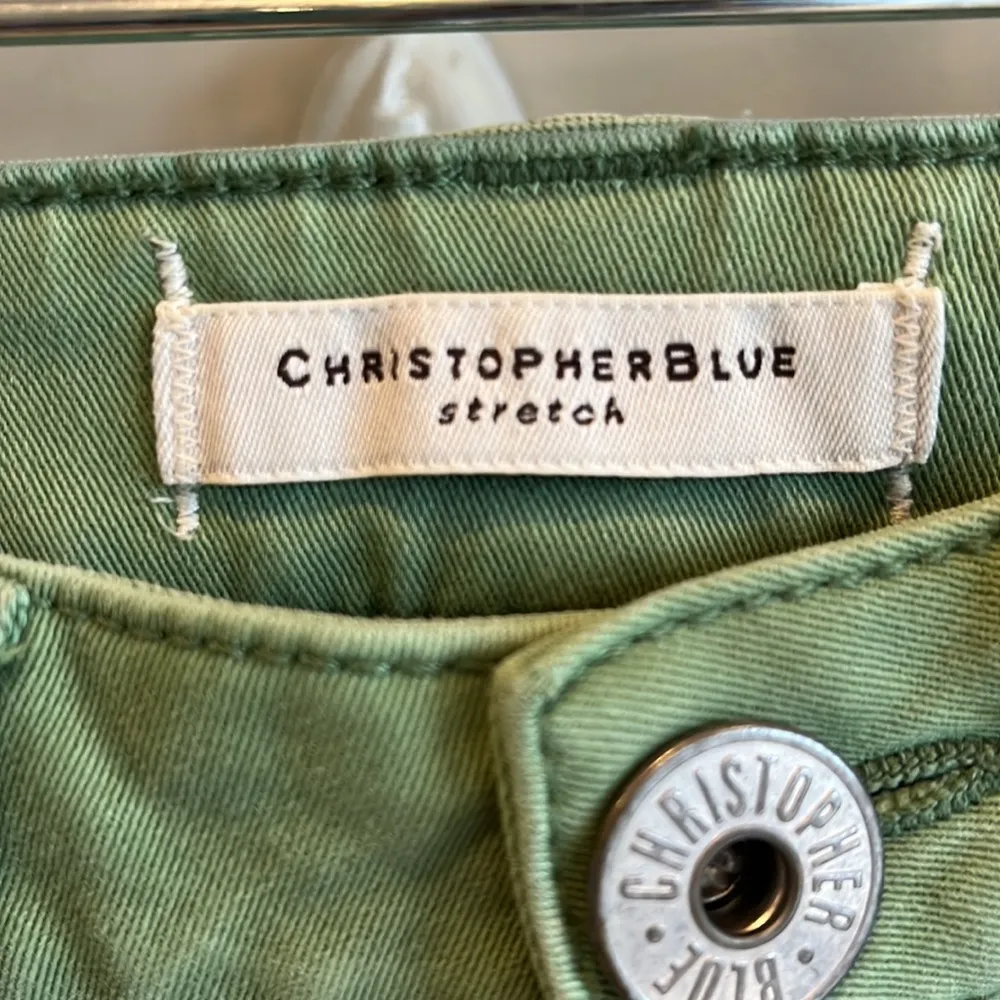 CHRISTOPHERBLUE
stretch
CHRISTOPHER · BLUE ·